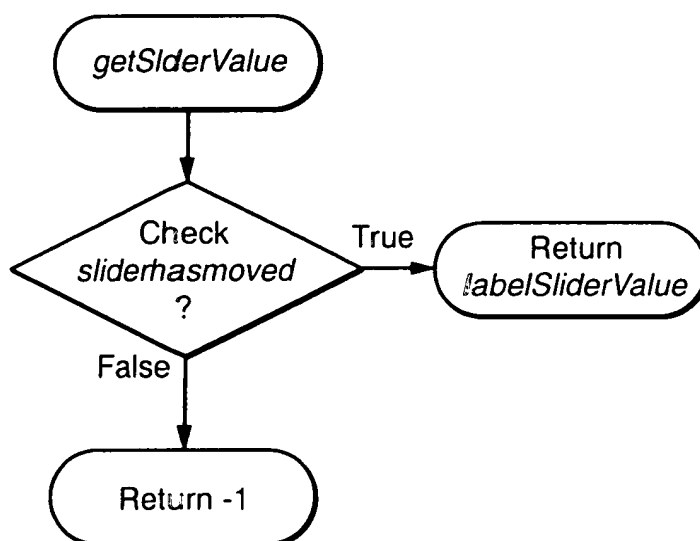 getSlderValue
Check
sliderhasmoved
?
True
Return
labelSliderValue
False
Return -1